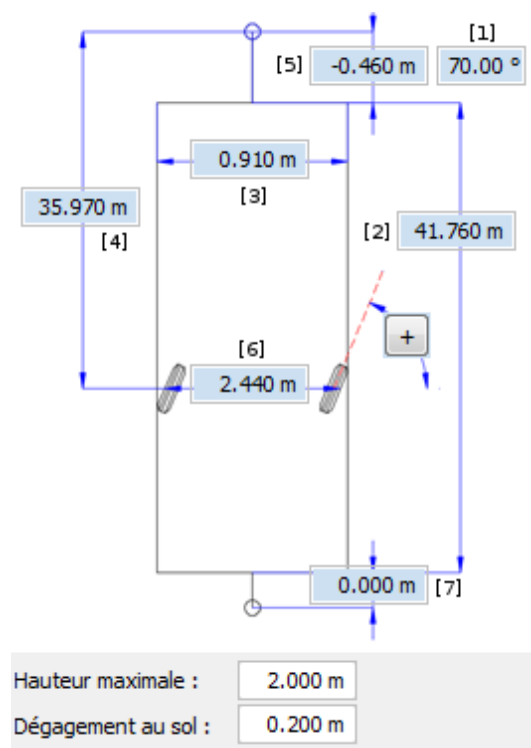 [1]
[5] -0.460 m 70.00 °
0.910 m
[3]
35.970 m
[4]
[2] 41.760 m
+
[6]
2.440 m
0.000 m [7]
Hauteur maximale : 2.000 m
Dégagement au sol : 0.200 m